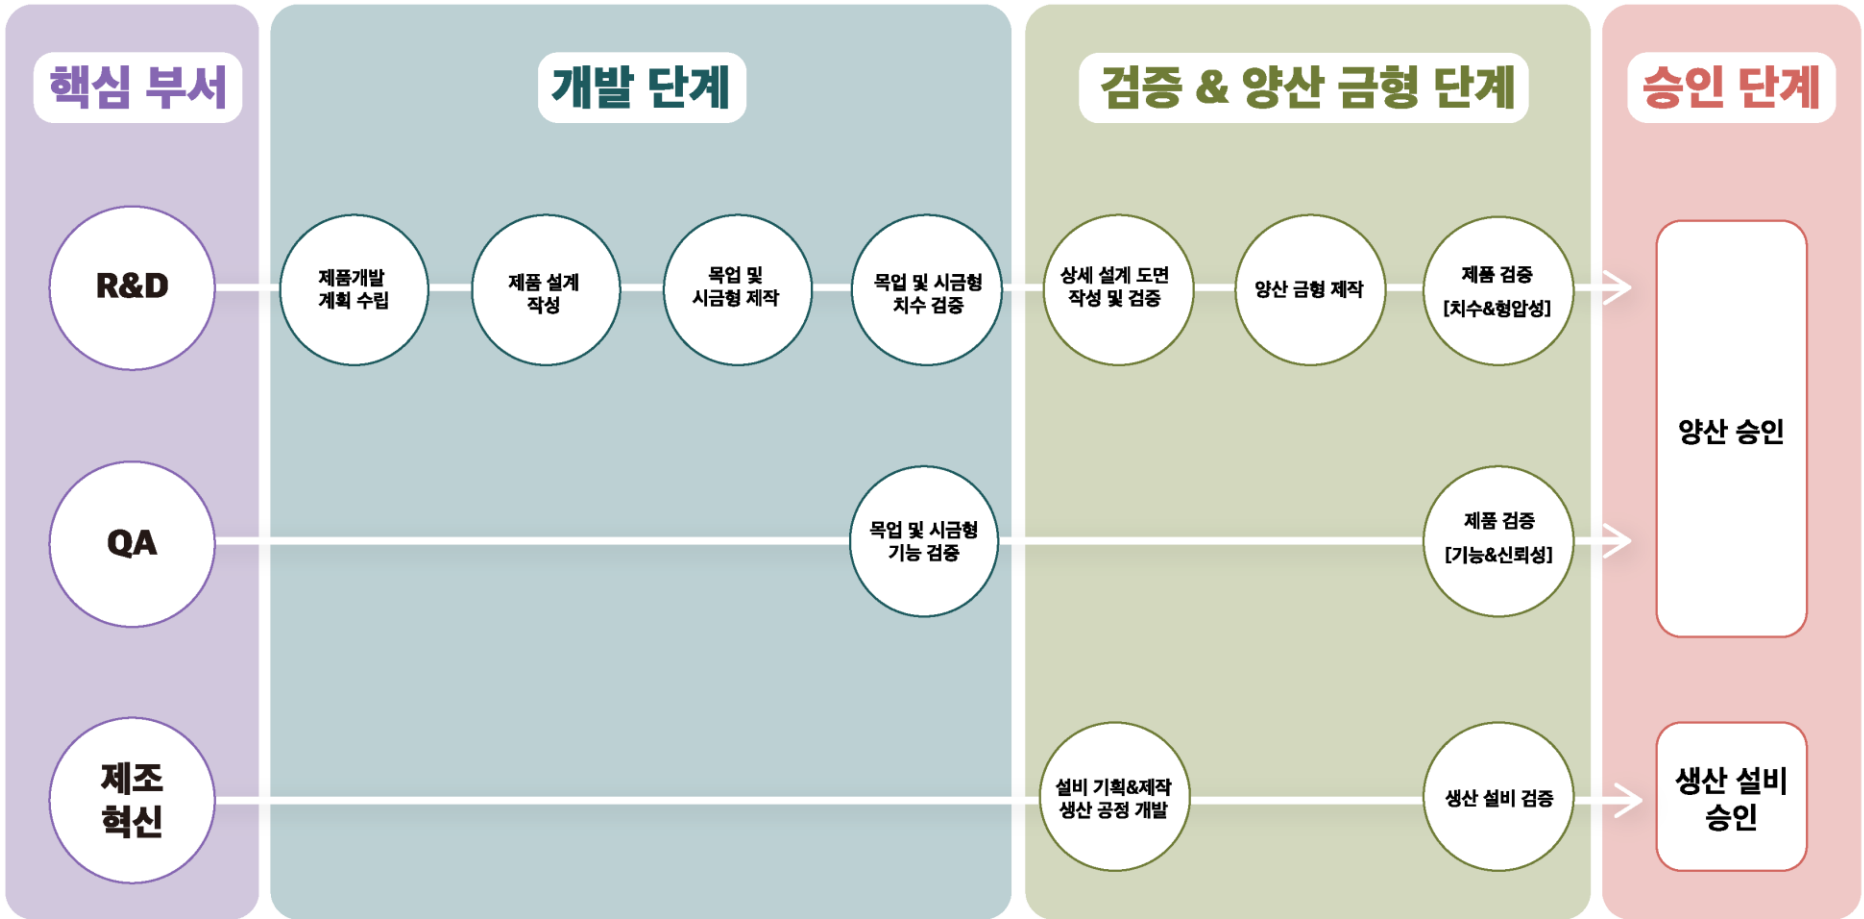 핵심 부서
개발 단계
검증 & 양산 금형 단계
승인 단계
R&D
제품개발
계획 수립
제품 설계
작성
목업 및
시금형 제작
목업 및 시금형
치수 검증
상세 설계 도면
작성 및 검증
양산 금형 제작
제품 검증
[치수&형압성]
양산 승인
QA
목업 및 시금형
기능 검증
제품 검증
[기능&신뢰성]
제조
혁신
설비 기획&제작
생산 공정 개발
생산 설비 검증
생산 설비
승인